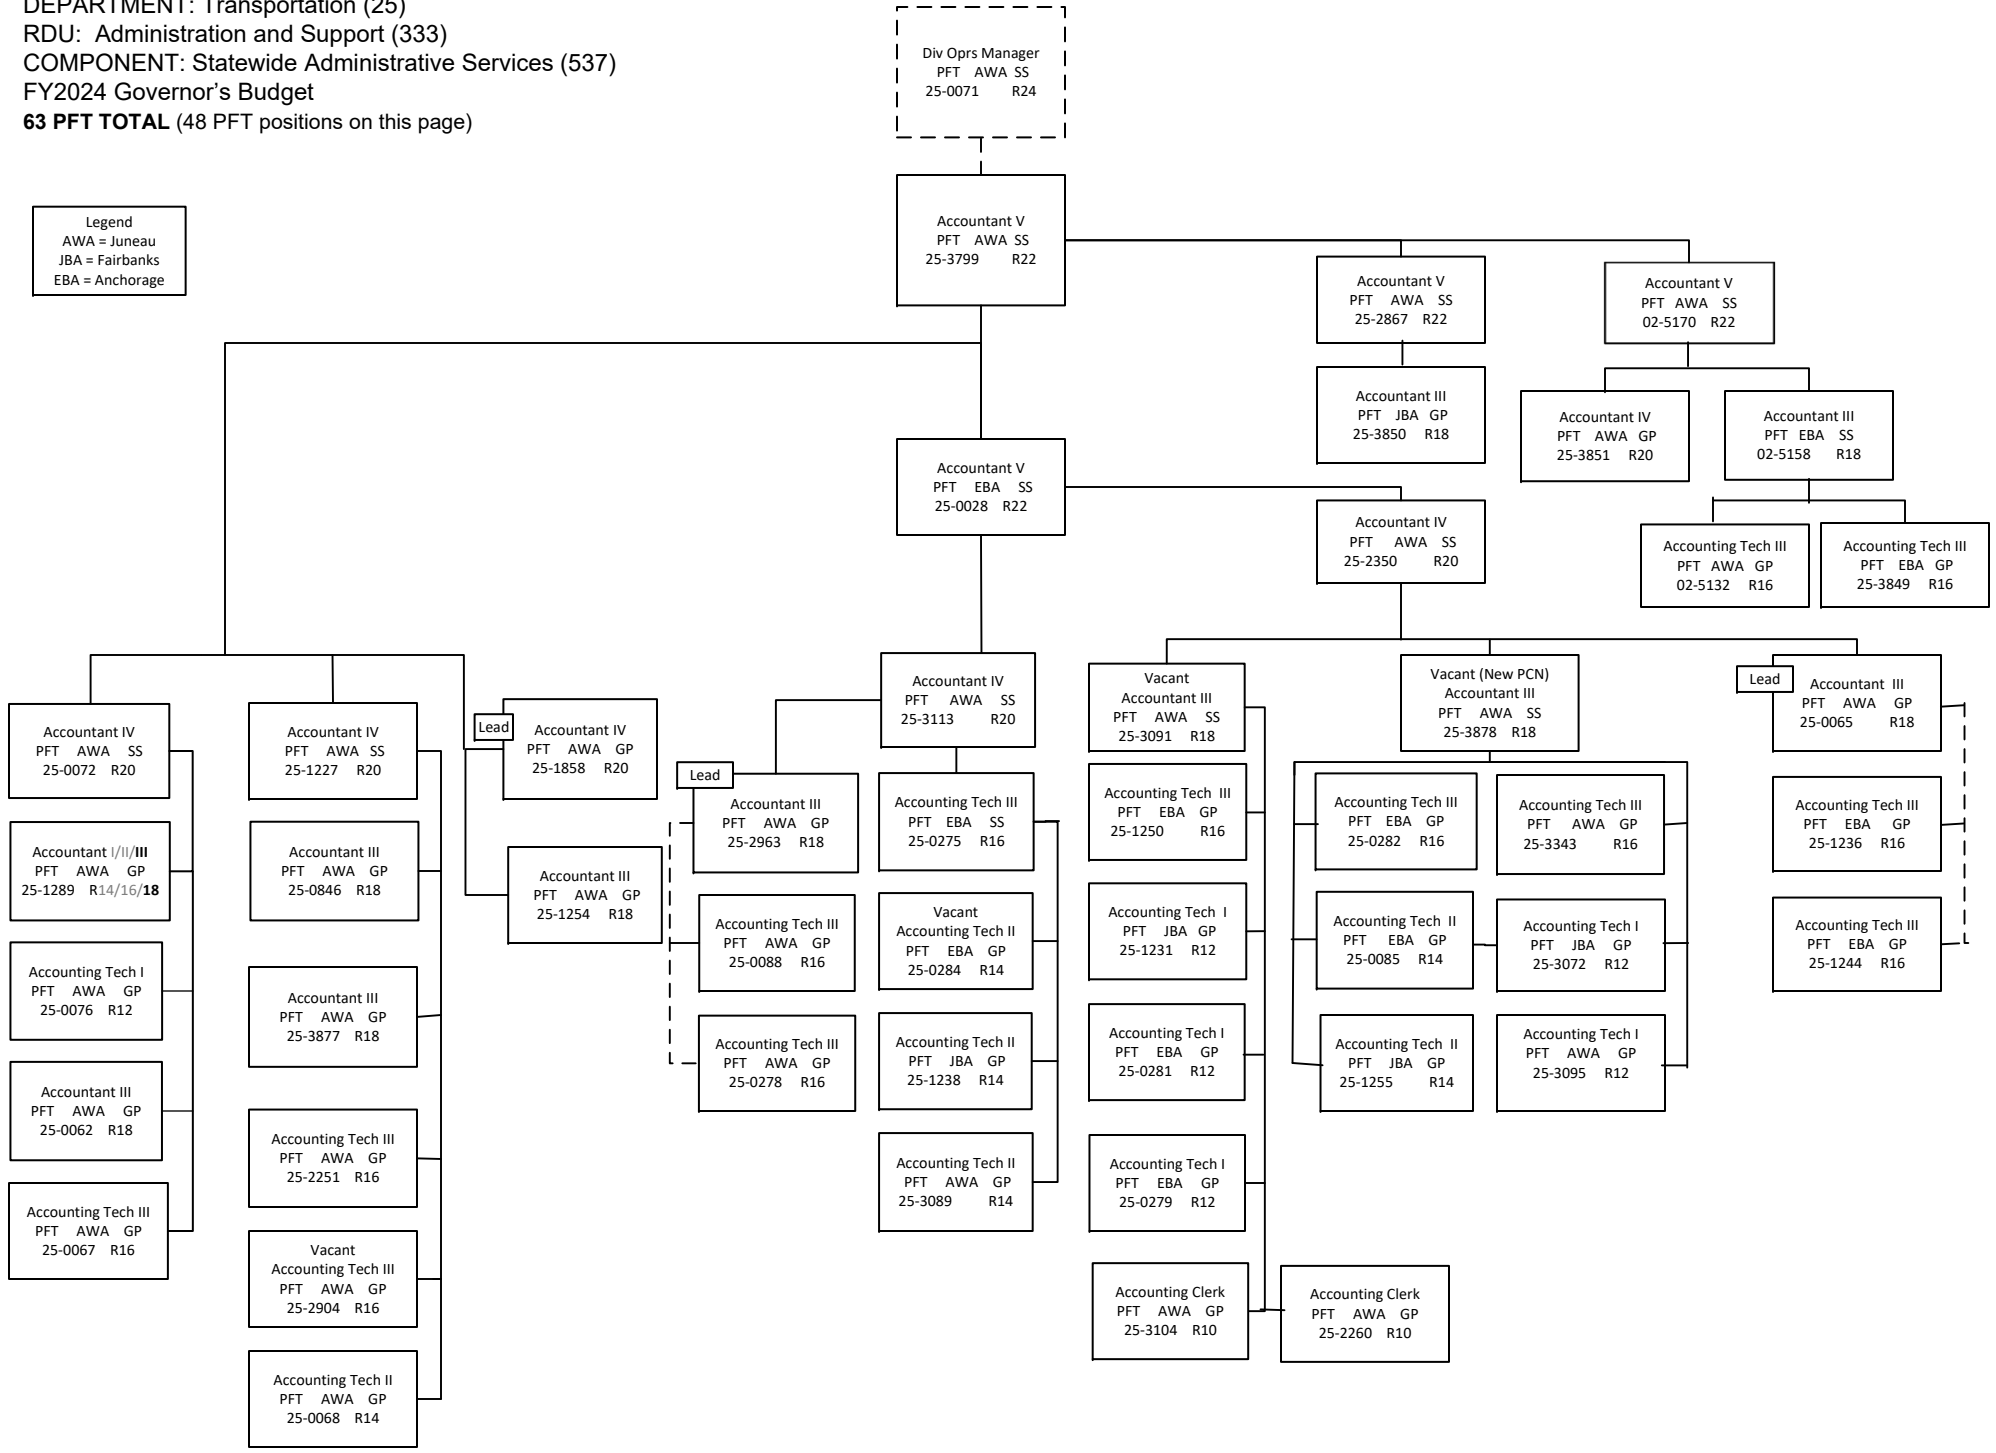 DEPARTMENT: Transportation (25)
RDU: Administration and Support (333)
COMPONENT: Statewide Administrative Services (537)
FY2024 Governor's Budget
63 PFT TOTAL (48 PFT positions on this page)
Legend
AWA = Juneau
JBA = Fairbanks
EBA = Anchorage
Div Oprs Manager
PFT AWA SS
25-0071 R24
Accountant V
PFT AWA SS
25-3799 R22
Accountant V
PFT AWA SS
25-2867 R22
Accountant V
PFT AWA SS
02-5170 R22
Accountant III
PFT JBA GP
25-3850 R18
Accountant IV
PFT AWA GP
25-3851 R20
Accountant III
PFT EBA SS
02-5158 R18
Accountant V
PFT EBA SS
25-0028 R22
Accountant IV
PFT AWA SS
25-2350 R20
Accounting Tech III
PFT AWA GP
02-5132 R16
Accounting Tech III
PFT EBA GP
25-3849 R16
Accountant IV
PFT AWA SS
25-0072 R20
Accountant I/II/III
PFT AWA GP
25-1289 R14/16/18
Accounting Tech I
PFT AWA GP
25-0076 R12
Accountant III
PFT AWA GP
25-0062 R18
Accounting Tech III
PFT AWA GP
25-0067 R16
Accountant IV
PFT AWA SS
25-1227 R20
Accountant III
PFT AWA GP
25-0846 R18
Accountant III
PFT AWA GP
25-3877 R18
Accounting Tech III
PFT AWA GP
25-2251 R16
Vacant
Accounting Tech III
PFT AWA GP
25-2904 R16
Accounting Tech II
PFT AWA GP
25-0068 R14
Lead
Accountant IV
PFT AWA GP
25-1858 R20
Accountant III
PFT AWA GP
25-1254 R18
Accountant IV
PFT AWA SS
25-3113 R20
Lead
Accountant III
PFT AWA GP
25-2963 R18
Accounting Tech III
PFT AWA GP
25-0088 R16
Accounting Tech III
PFT AWA GP
25-0278 R16
Accounting Tech III
PFT EBA SS
25-0275 R16
Vacant
Accounting Tech II
PFT EBA GP
25-0284 R14
Accounting Tech II
PFT JBA GP
25-1238 R14
Accounting Tech II
PFT AWA GP
25-3089 R14
Vacant
Accountant III
PFT AWA SS
25-3091 R18
Accounting Tech III
PFT EBA GP
25-1250 R16
Accounting Tech I
PFT JBA GP
25-1231 R12
Accounting Tech I
PFT EBA GP
25-0281 R12
Accounting Tech I
PFT EBA GP
25-0279 R12
Accounting Clerk
PFT AWA GP
25-3104 R10
Accounting Clerk
PFT AWA GP
25-2260 R10
Vacant (New PCN)
Accountant III
PFT AWA SS
25-3878 R18
Accounting Tech III
PFT EBA GP
25-0282 R16
Accounting Tech II
PFT EBA GP
25-0085 R14
Accounting Tech II
PFT JBA GP
25-1255 R14
Accounting Tech III
PFT AWA GP
25-3343 R16
Accounting Tech I
PFT JBA GP
25-3072 R12
Accounting Tech I
PFT AWA GP
25-3095 R12
Lead
Accountant III
PFT AWA GP
25-0065 R18
Accounting Tech III
PFT EBA GP
25-1236 R16
Accounting Tech III
PFT EBA GP
25-1244 R16